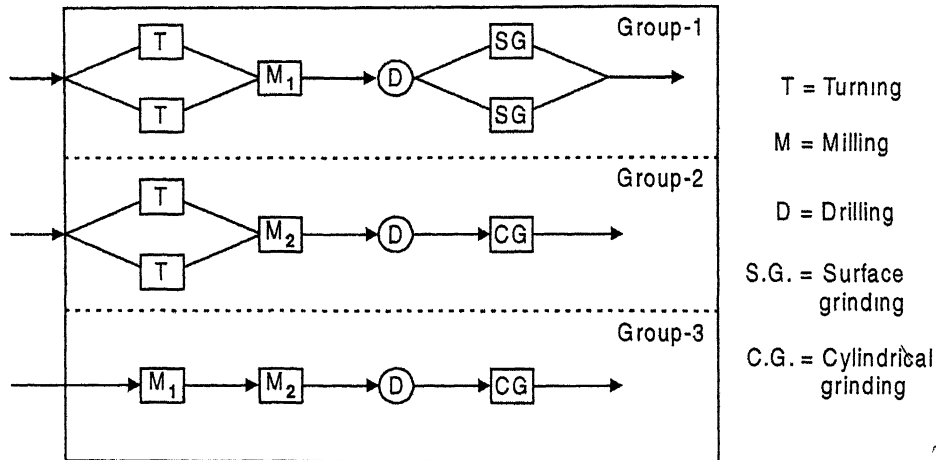 Group-1
T
SG
M1
D
T
SG
Group-2
T
M2
D
CG
T
Group-3
M1
M2
D
CG
T = Turning
M = Milling
D = Drilling
S.G. = Surface
grinding
C.G. = Cylindrical
grinding